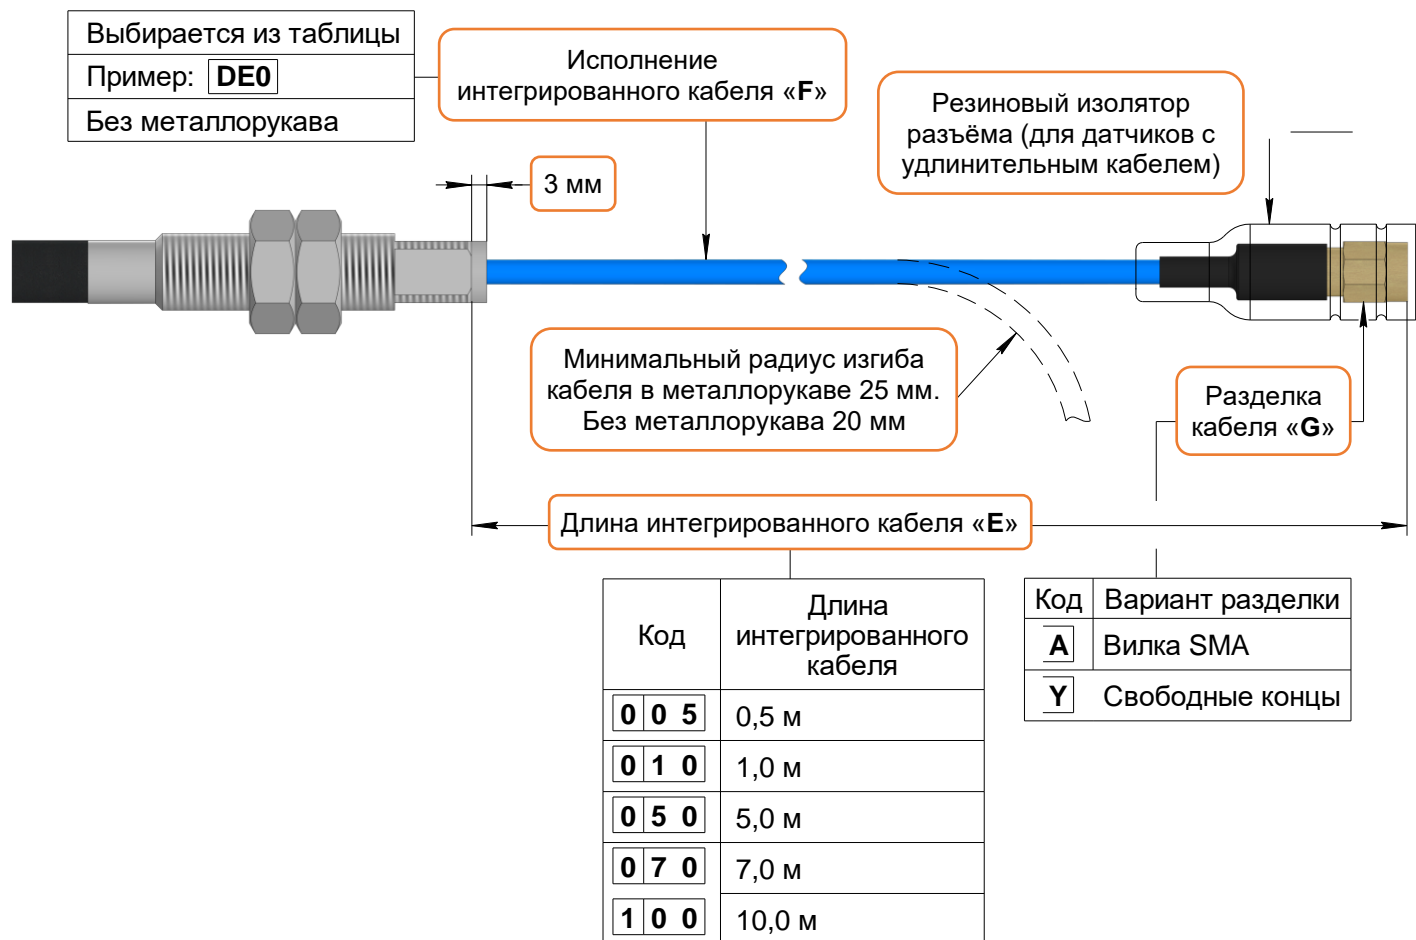 Выбирается из таблицы
Пример: DE0
Без металлорукава
Исполнение
интегрированного кабеля «F»
Резиновый изолятор
разъёма (для датчиков с
удлинительным кабелем)
3 мм
Минимальный радиус изгиба
кабеля в металлорукаве 25 мм.
Без металлорукава 20 мм
Разделка
кабеля «G»
Длина интегрированного кабеля «E»
Код
Длина
интегрированного
кабеля
0 0 5 0,5 м
0 1 0 1,0 м
0 5 0 5,0 м
0 7 0 7,0 м
1 0 0 10,0 м
Код Вариант разделки
A Вилка SMA
Y Свободные концы